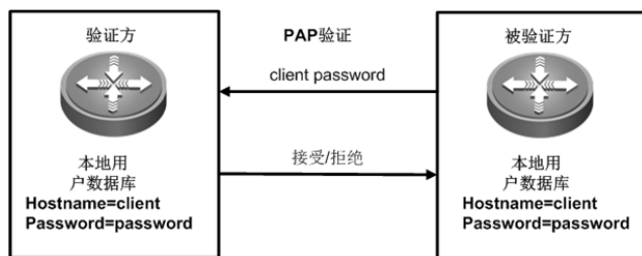 验证方
本地用
户数据库
Hostname=client
Password=password
PAP验证
client password
接受/拒绝
被验证方
本地用
户数据库
Hostname=client
Password=password